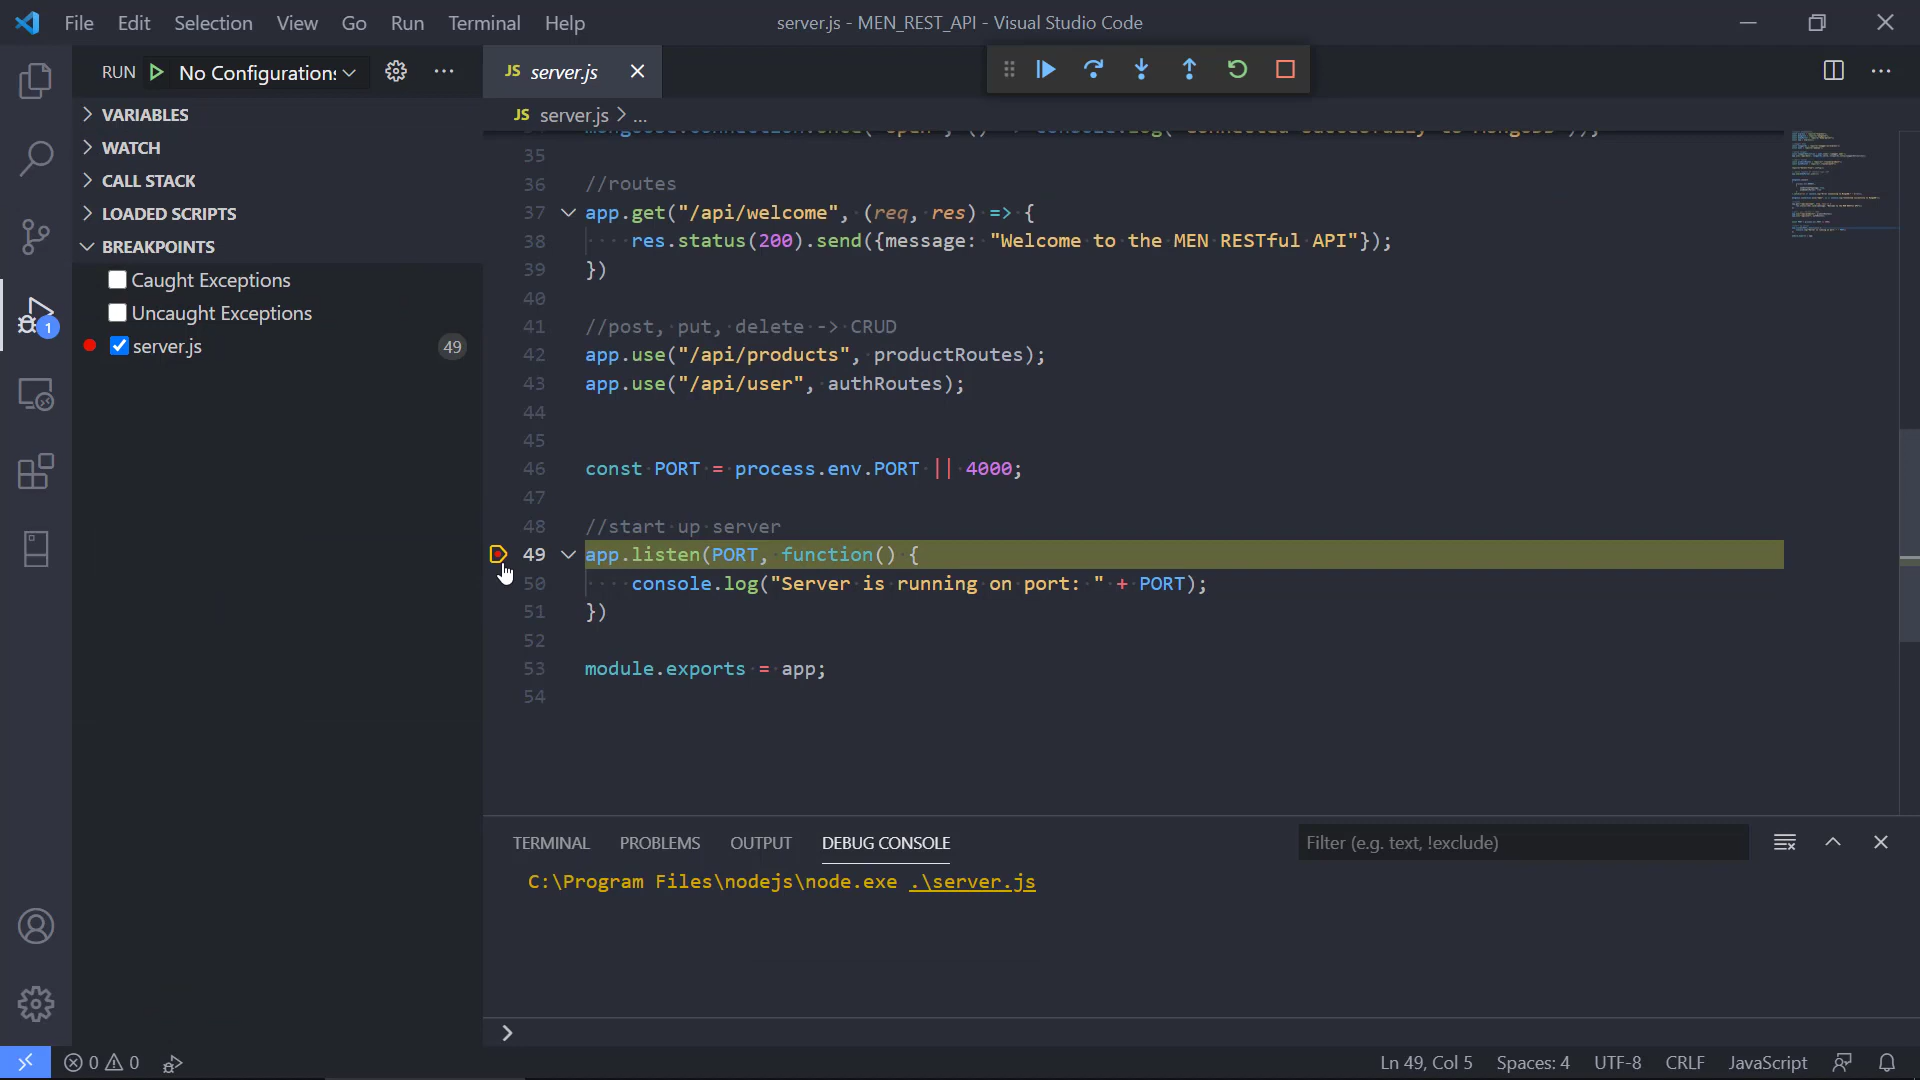 File Edit Selection View Go Run Terminal Help
server.js - MEN_REST_API - Visual Studio Code
RUN No Configurations
JS server.js
VARIABLES
WATCH
CALL STACK
LOADED SCRIPTS
BREAKPOINTS
Caught Exceptions
Uncaught Exceptions
server.js 49
1
JS server.js > ...
35
36 //routes
37 app.get("/api/welcome", (req, res) => {
38 ····res.status(200).send({message: "Welcome to the MEN RESTful API"});
39 })
40
41 //post, put, delete -> CRUD
42 app.use("/api/products", productRoutes);
43 app.use("/api/user", authRoutes);
44
45
46 const PORT = process.env.PORT || 4000;
47
48 //start up server
49 app.listen(PORT, function() {
50 ····console.log("Server is running on port: " + PORT);
51 })
52
53 module.exports = app;
54
TERMINAL PROBLEMS OUTPUT DEBUG CONSOLE
Filter (e.g. text, !exclude)
C:\Program Files\nodejs\node.exe .\server.js
>
0 0
Ln 49, Col 5 Spaces: 4 UTF-8 CRLF JavaScript